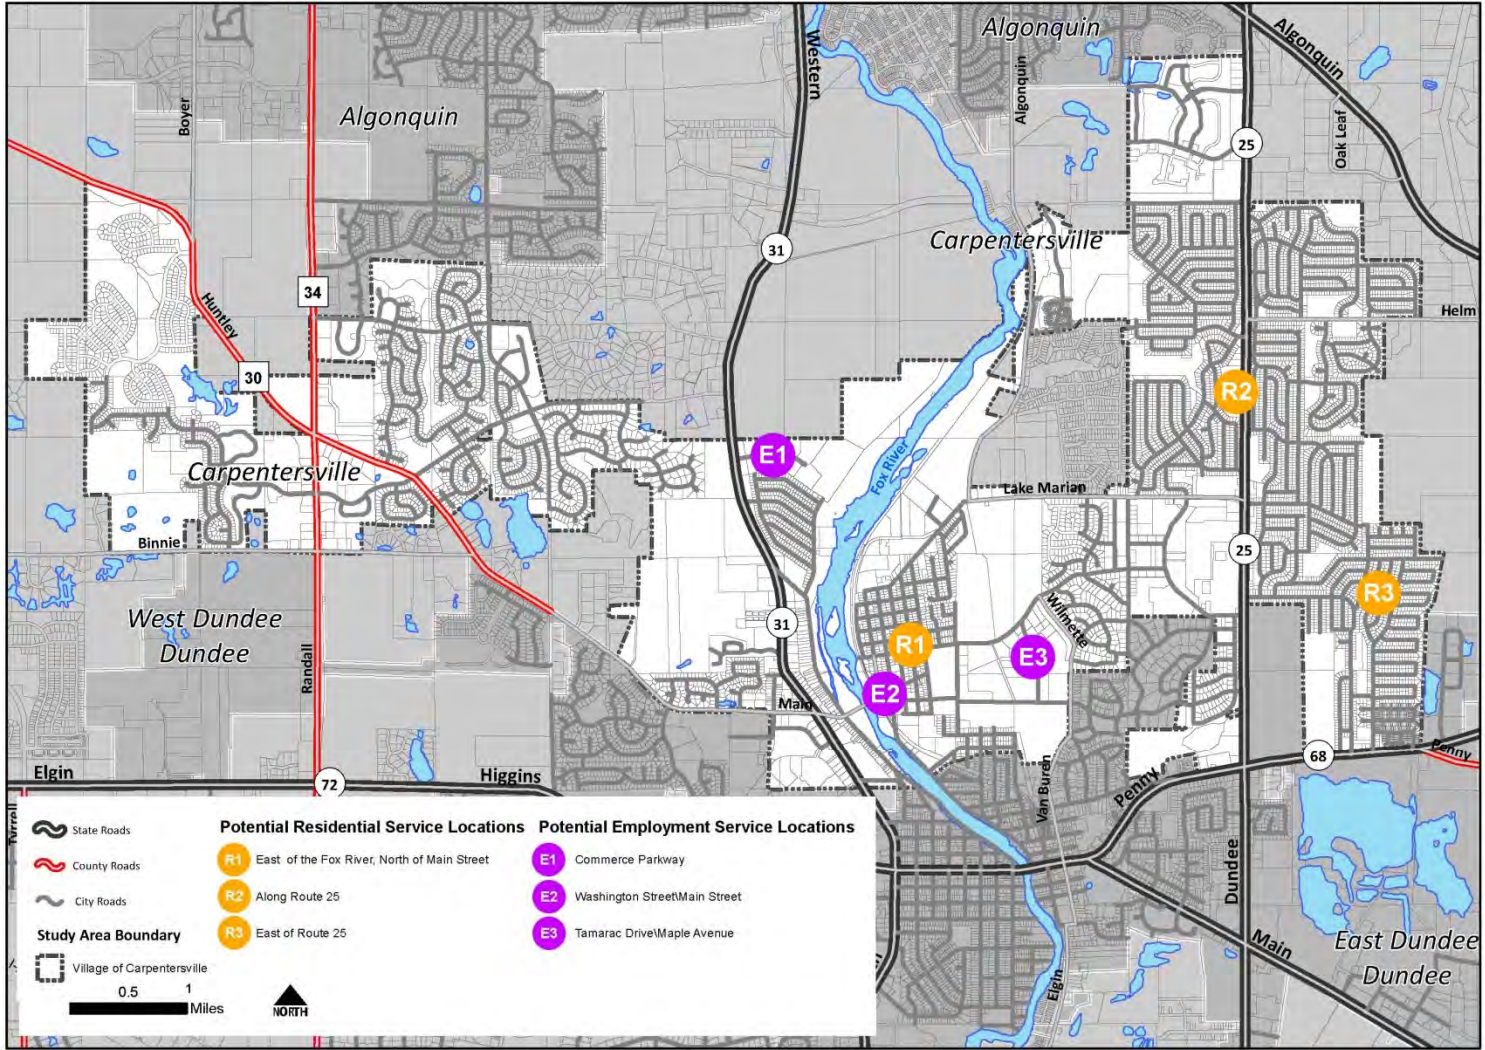 Western
Algonquin
Algonquin
Algonquin
Algonquin
Boyer
Oak Leaf
25
Carpentersville
31
34
Huntley
Helm
30
R2
E1
Fox River
Carpentersville
Lake Marian
Binnie
25
R3
West Dundee
Dundee
Wilmette
31
R1
E3
Randall
E2
Main
Penny
68
Elgin
Higgins
72
Van Buren
Penny
Tyrrell
Dundee
Main
East Dundee
Dundee
Elgin
State Roads
County Roads
City Roads
Study Area Boundary
Village of Carpentersville
0.5 1
Miles
NORTH
Potential Residential Service Locations
R1 East of the Fox River, North of Main Street
R2 Along Route 25
R3 East of Route 25
Potential Employment Service Locations
E1 Commerce Parkway
E2 Washington Street\Main Street
E3 Tamarac Drive\Maple Avenue